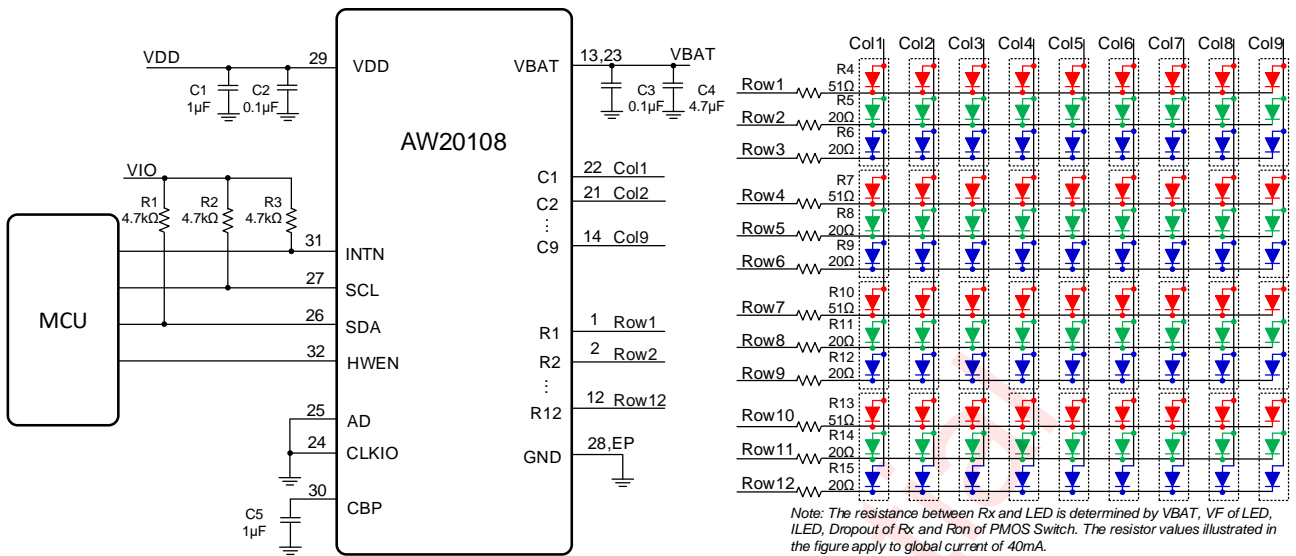 VDD
29
VDD
C1
1µF
C2
0.1µF
VIO
R1
4.7kΩ
R2
4.7kΩ
R3
4.7kΩ
MCU
31
INTN
27
SCL
26
SDA
32
HWEN
25
AD
24
CLKIO
30
CBP
C5
1µF
AW20108
VBAT
13,23
VBAT
C3
0.1µF
C4
4.7µF
C1
22 Col1
C2
21 Col2
C9
14 Col9
R1
1 Row1
R2
2 Row2
R12
12 Row12
GND
28,EP
Col1 Col2 Col3 Col4 Col5 Col6 Col7 Col8 Col9
Row1
R4
51Ω
Row2
R5
20Ω
Row3
R6
20Ω
Row4
R7
51Ω
Row5
R8
20Ω
Row6
R9
20Ω
Row7
R10
51Ω
Row8
R11
20Ω
Row9
R12
20Ω
Row10
R13
51Ω
Row11
R14
20Ω
Row12
R15
20Ω
Note: The resistance between Rx and LED is determined by VBAT, VF of LED,
ILED, Dropout of Rx and Ron of PMOS Switch. The resistor values illustrated in
the figure apply to global current of 40mA.